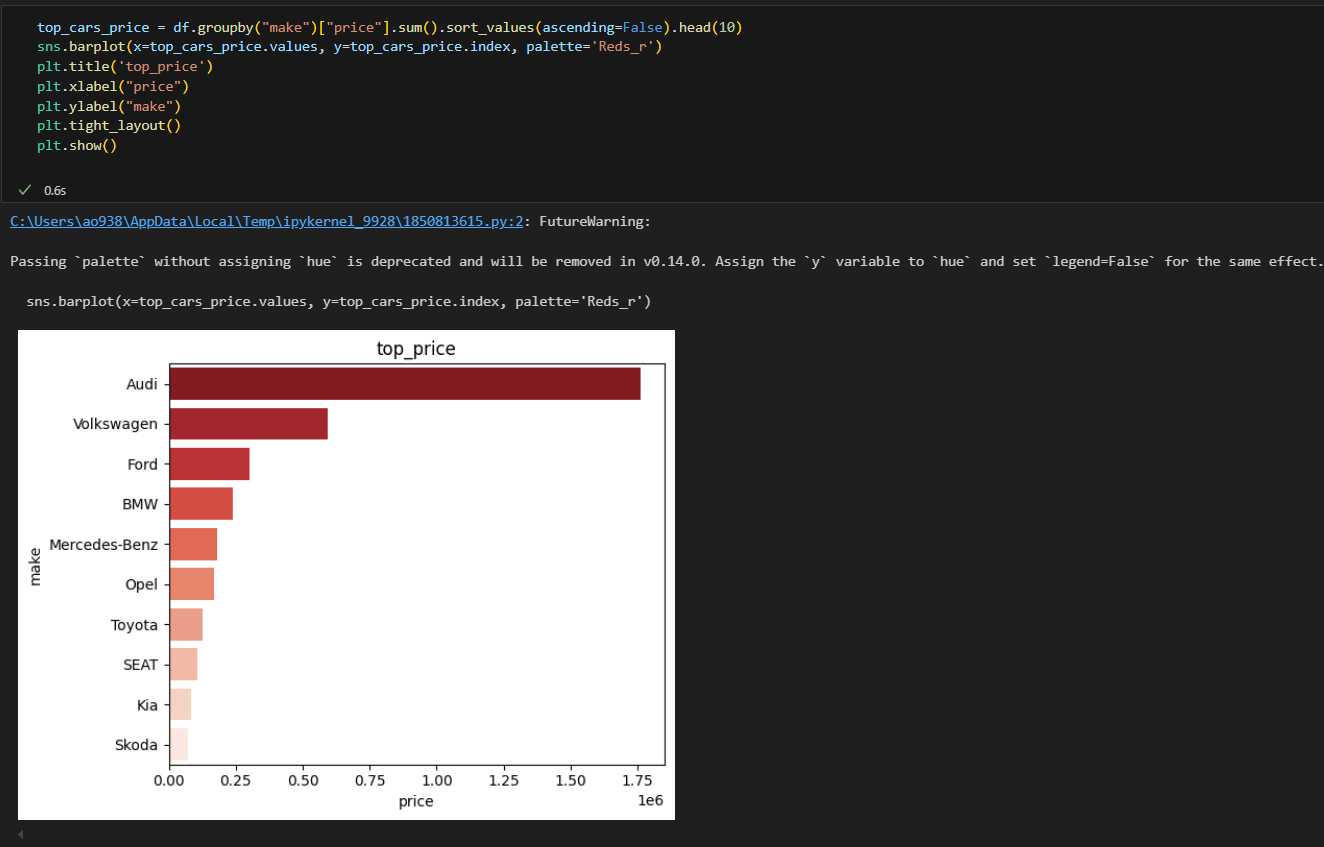 top_cars_price = df.groupby("make")["price"].sum().sort_values(ascending=False).head(10)
sns.barplot(x=top_cars_price.values, y=top_cars_price.index, palette='Reds_r')
plt.title('top_price')
plt.xlabel("price")
plt.ylabel("make")
plt.tight_layout()
plt.show()
0.6s
C:\Users\ao938\AppData\Local\Temp\ipykernel_9928\1850813615.py:2: FutureWarning:
Passing `palette` without assigning `hue` is deprecated and will be removed in v0.14.0. Assign the `y` variable to `hue` and set `legend=False` for the same effect.
sns.barplot(x=top_cars_price.values, y=top_cars_price.index, palette='Reds_r')
top_price
Audi
Volkswagen
Ford
BMW
Mercedes-Benz
make
Opel
Toyota
SEAT
Kia
Skoda
0.00 0.25 0.50 0.75 1.00 1.25 1.50 1.75
price
1e6